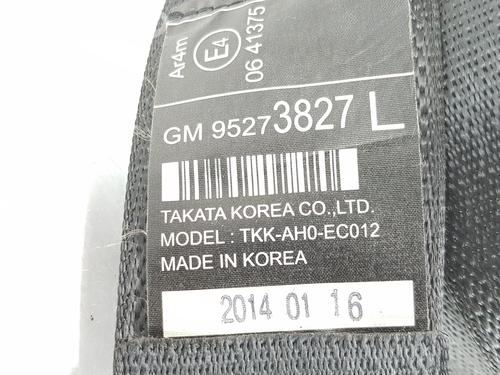 Ar4m
E4
06 41375
GM 95273827 L
TAKATA KOREA CO.,LTD.
MODEL : TKK-AH0-EC012
MADE IN KOREA
2014 01 16